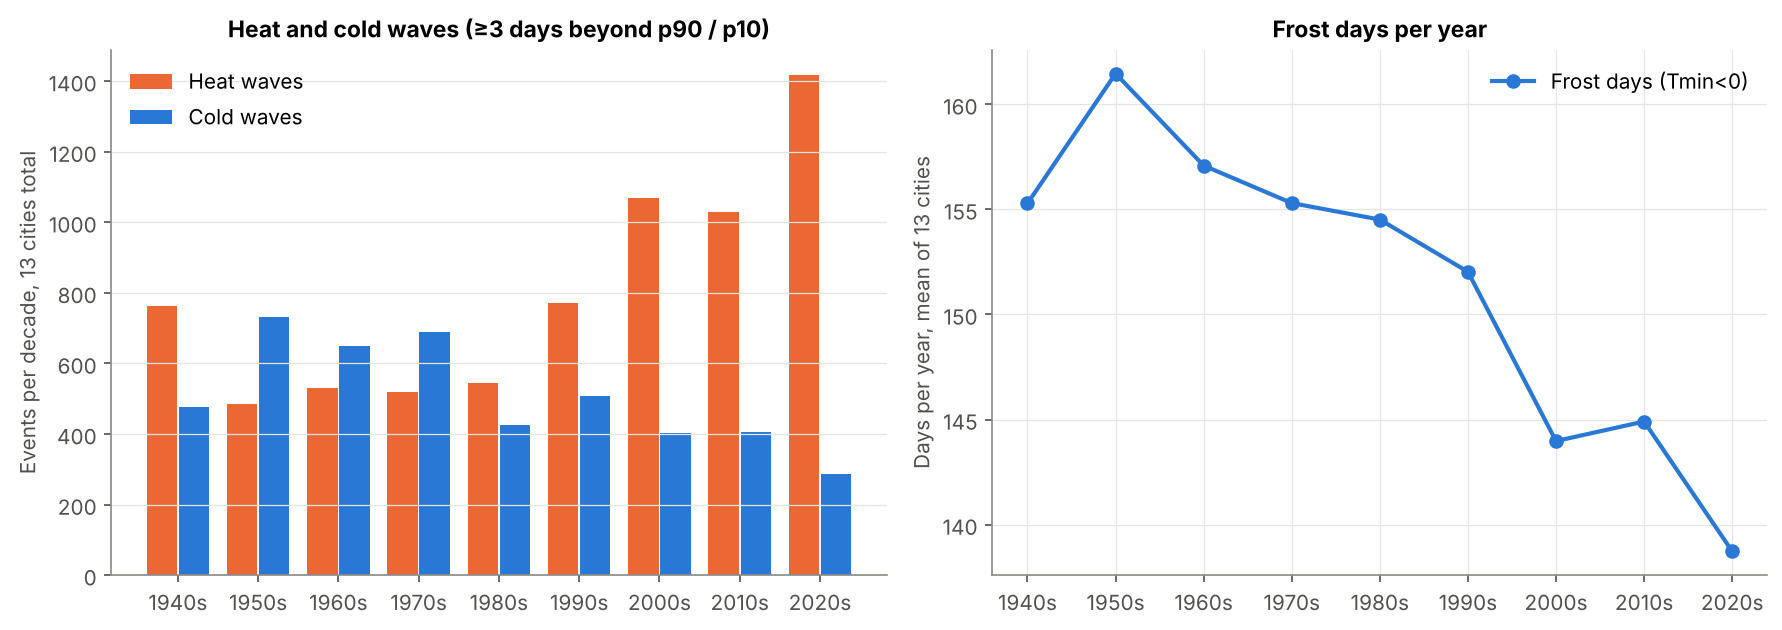 Heat and cold waves (≥3 days beyond p90 / p10)
Heat waves
Cold waves
Events per decade, 13 cities total
1400
1200
1000
800
600
400
200
0
1940s 1950s 1960s 1970s 1980s 1990s 2000s 2010s 2020s
Frost days per year
Frost days (Tmin<0)
Days per year, mean of 13 cities
160
155
150
145
140
1940s 1950s 1960s 1970s 1980s 1990s 2000s 2010s 2020s